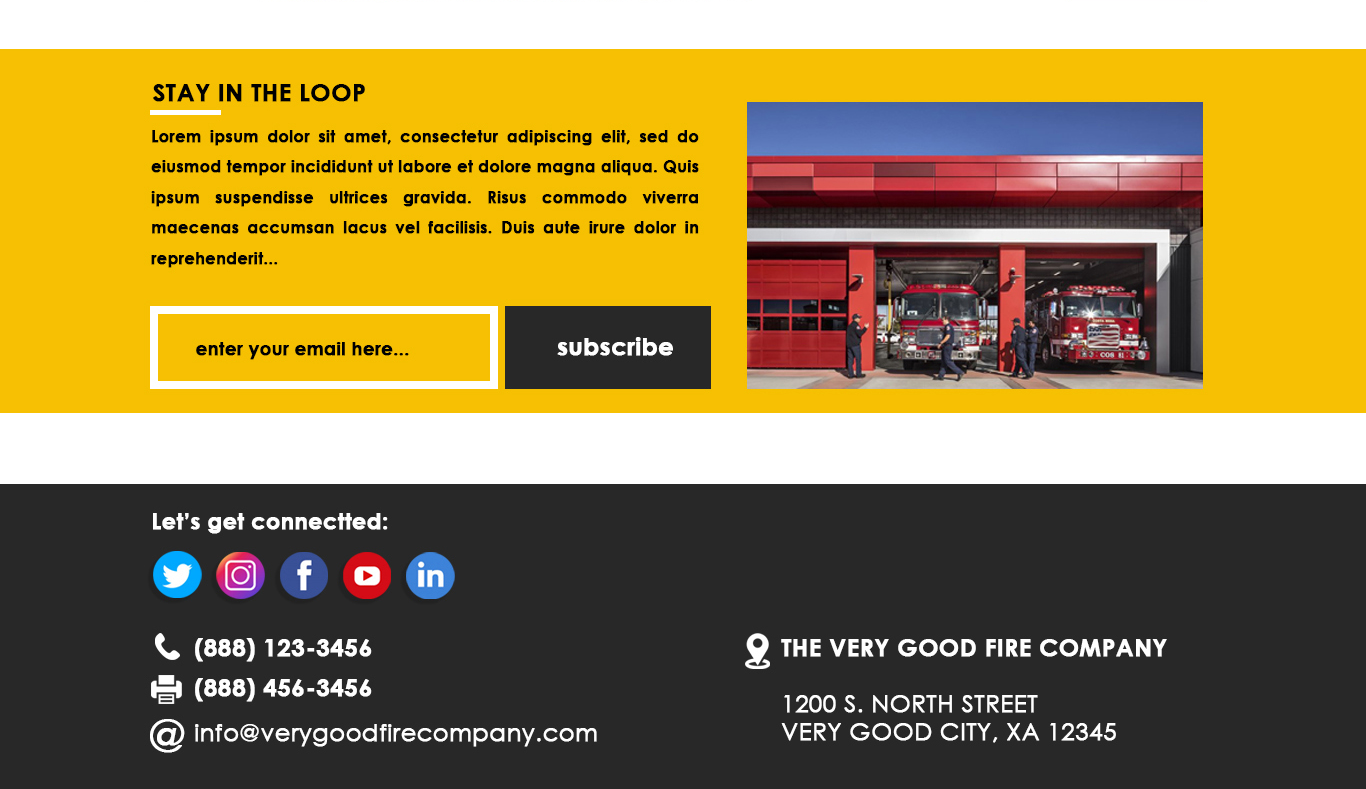 STAY IN THE LOOP
Lorem ipsum dolor sit amet, consectetur adipiscing elit, sed do
eiusmod tempor incididunt ut labore et dolore magna aliqua. Quis
ipsum suspendisse ultrices gravida. Risus commodo viverra
maecenas accumsan lacus vel facilisis. Duis aute irure dolor in
reprehenderit...
enter your email here...
subscribe
COS 8
Let's get connectted:
(888) 123-3456
(888) 456-3456
info@verygoodfirecompany.com
THE VERY GOOD FIRE COMPANY
1200 S. NORTH STREET
VERY GOOD CITY, XA 12345